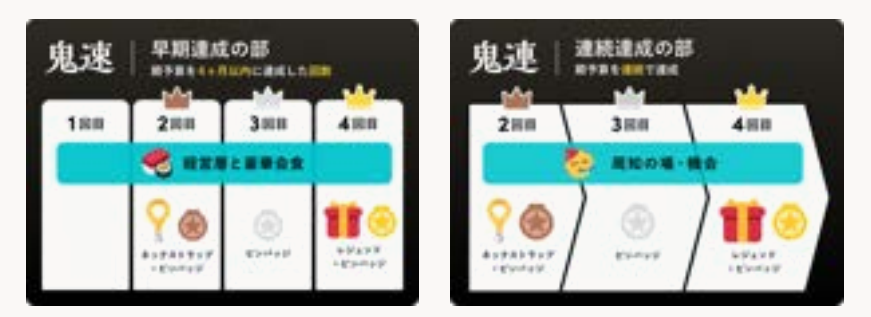 鬼速
早期達成の部
期予算を6ヶ月以内に達成した回数
1回目
2回目
3回目
4回目
経営層と豪華会食
ネックストラップ
・ピンバッジ
ピンバッジ
レジェンド
・ピンバッジ
鬼連
連続達成の部
期予算を連続で達成
2回目
3回目
4回目
周知の場・機会
ネックストラップ
・ピンバッジ
ピンバッジ
レジェンド
・ピンバッジ